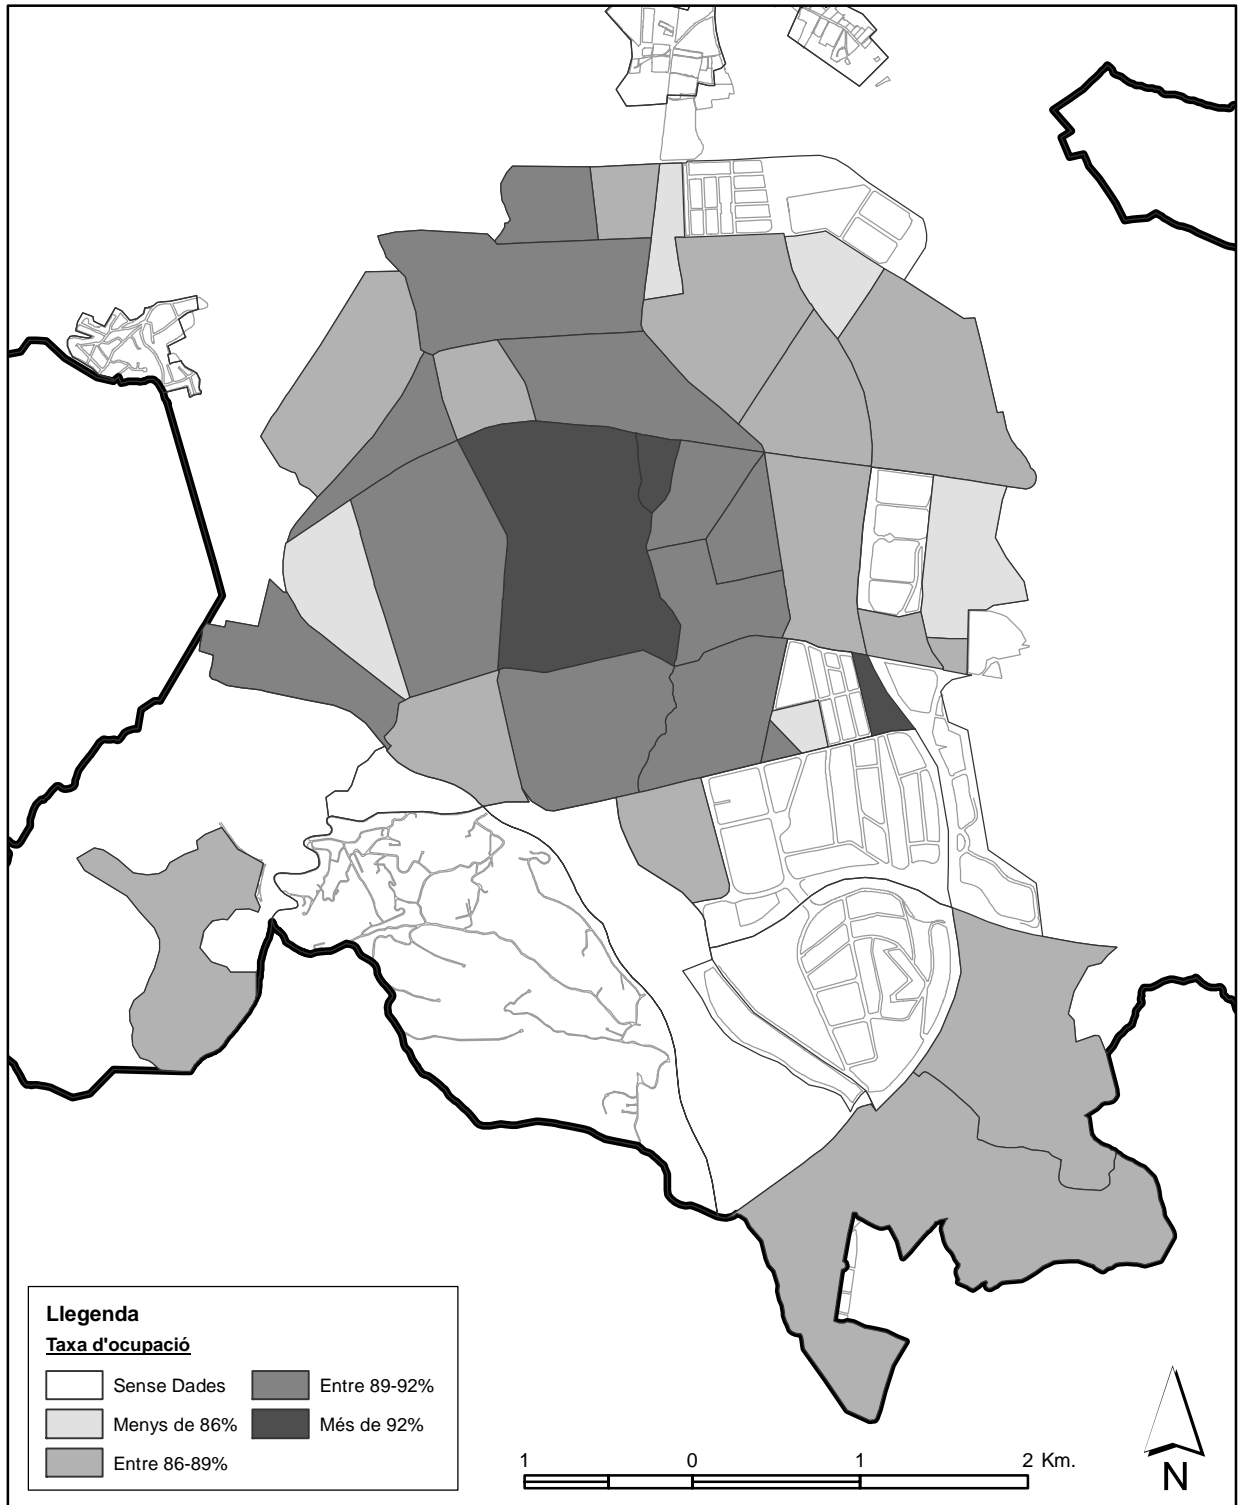 Llegenda
Taxa d'ocupació
Sense Dades
Entre 89-92%
Menys de 86%
Més de 92%
Entre 86-89%
1 0 1 2 Km.
N